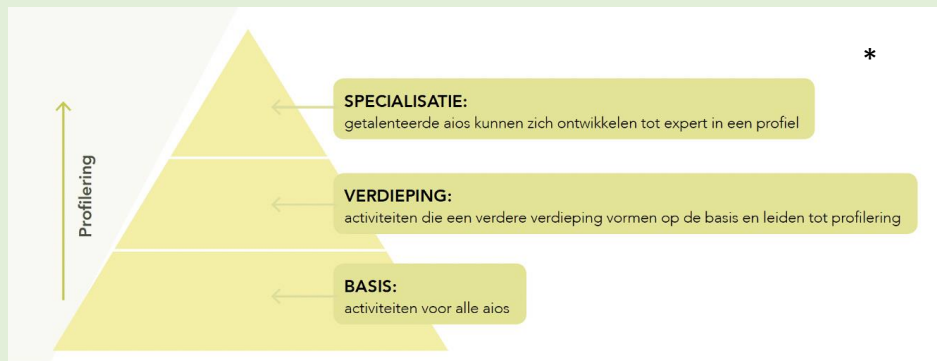 *
SPECIALISATIE:
getalenteerde aios kunnen zich ontwikkelen tot expert in een profiel
Profilering
VERDIEPING:
activiteiten die een verdere verdieping vormen op de basis en leiden tot profilering
BASIS:
activiteiten voor alle aios